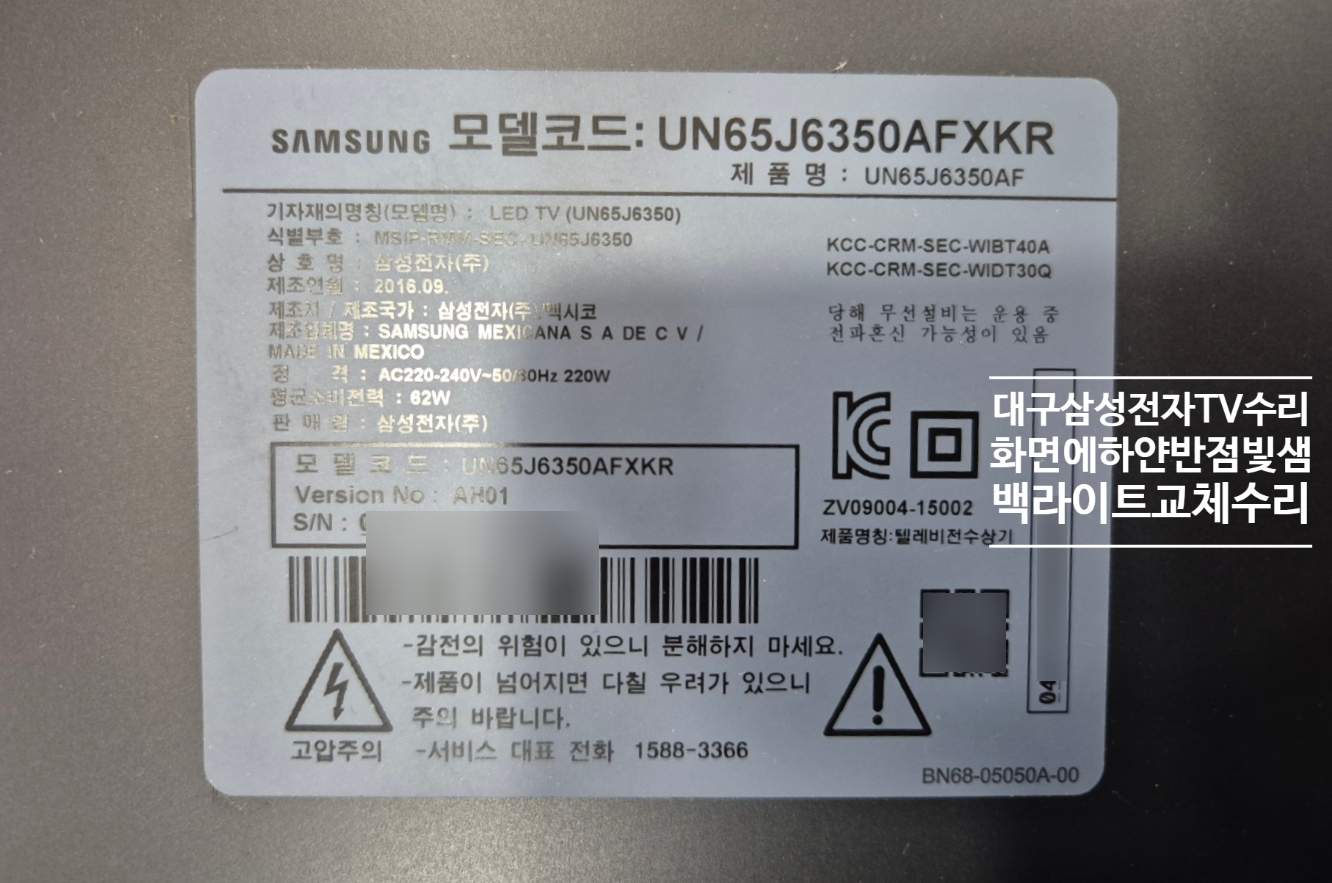 SAMSUNG 모델코드: UN65J6350AFXKR
제 품 명 : UN65J6350AF
기자재의명칭(모델명) : LED TV (UN65J6350)
식별부호 : MSIP-RMM-SEC-UN65J6350
상 호 명 : 삼성전자(주)
제조연월 : 2016.09.
제조자 / 제조국가 : 삼성전자(주)/멕시코
제조업체명 : SAMSUNG MEXICANA S A DE C V /
MADE IN MEXICO
정 격 : AC220-240V~50/60Hz 220W
평균소비전력 : 62W
판 매 원 : 삼성전자(주)
KCC-CRM-SEC-WIBT40A
KCC-CRM-SEC-WIDT30Q
당해 무선설비는 운용 중
전파혼신 가능성이 있음
모 델 코 드 : UN65J6350AFXKR
Version No : AH01
S/N :
ZV09004-15002
제품명칭:텔레비전수상기
대구삼성전자TV수리
화면에하얀반점빛샘
백라이트교체수리
-감전의 위험이 있으니 분해하지 마세요.
-제품이 넘어지면 다칠 우려가 있으니
주의 바랍니다.
고압주의 -서비스 대표 전화 1588-3366
04
BN68-05050A-00